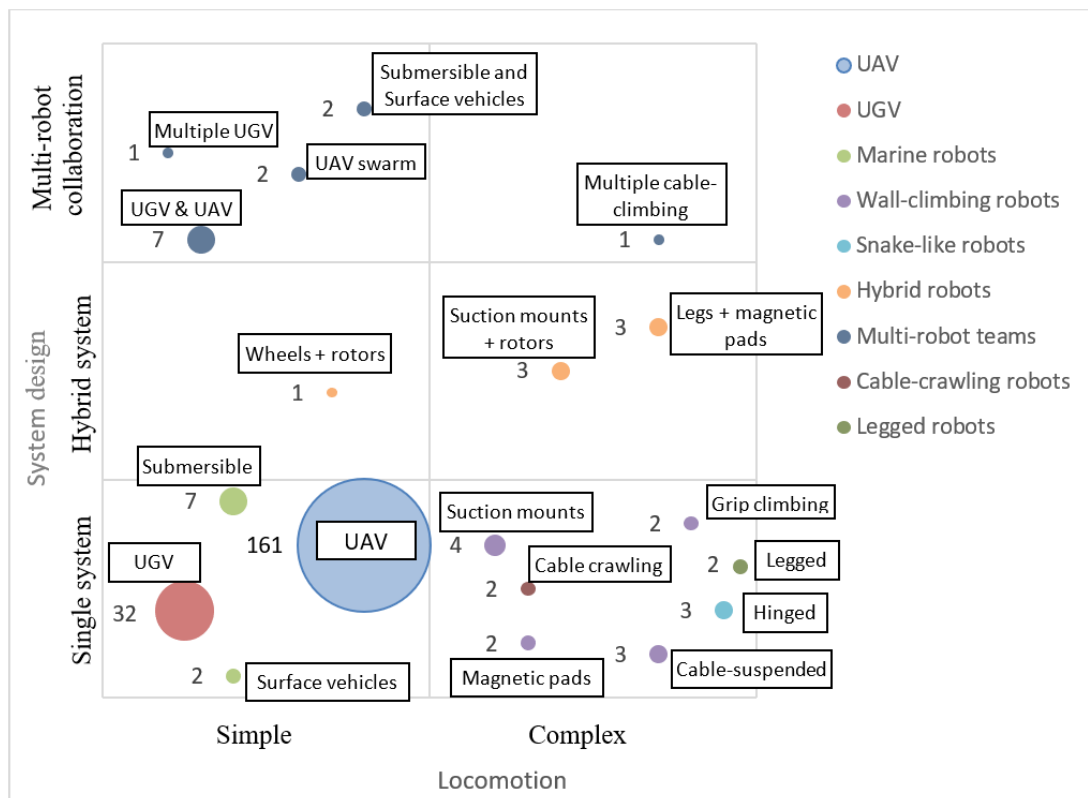 Multi-robot
collaboration
Hybrid system
Single system
System design
Submersible and
Surface vehicles
2
Multiple UGV
1
UAV swarm
2
UGV & UAV
7
Multiple cable-
climbing
1
Wheels + rotors
1
Suction mounts
+ rotors
3
Legs + magnetic
pads
3
Submersible
7
UAV
161
UGV
32
Surface vehicles
2
Suction mounts
4
Cable crawling
2
Magnetic pads
2
Grip climbing
2
Legged
2
Hinged
3
Cable-suspended
3
Simple
Complex
Locomotion
UAV
UGV
Marine robots
Wall-climbing robots
Snake-like robots
Hybrid robots
Multi-robot teams
Cable-crawling robots
Legged robots